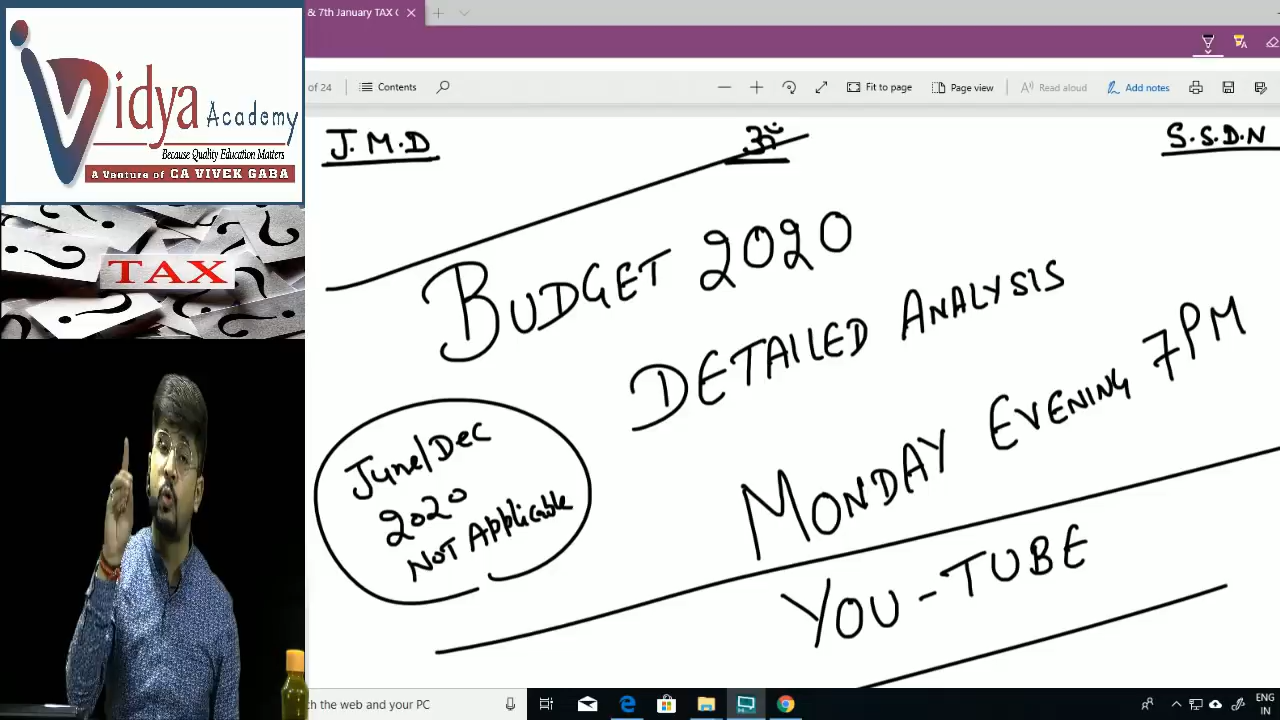 & 7th January TAX C
Vidya Academy
Because Quality Education Matters
A Venture of CA VIVEK GABA
TAX
of 24
Contents
Fit to page
Page view
Read aloud
Add notes
J.M.D
ॐ
S.S.D.N
BUDGET 2020
DETAILED ANALYSIS
MONDAY EVENING 7PM
YOU-TUBE
June/Dec
2020
NOT Applicable
ch the web and your PC
ENG
IN